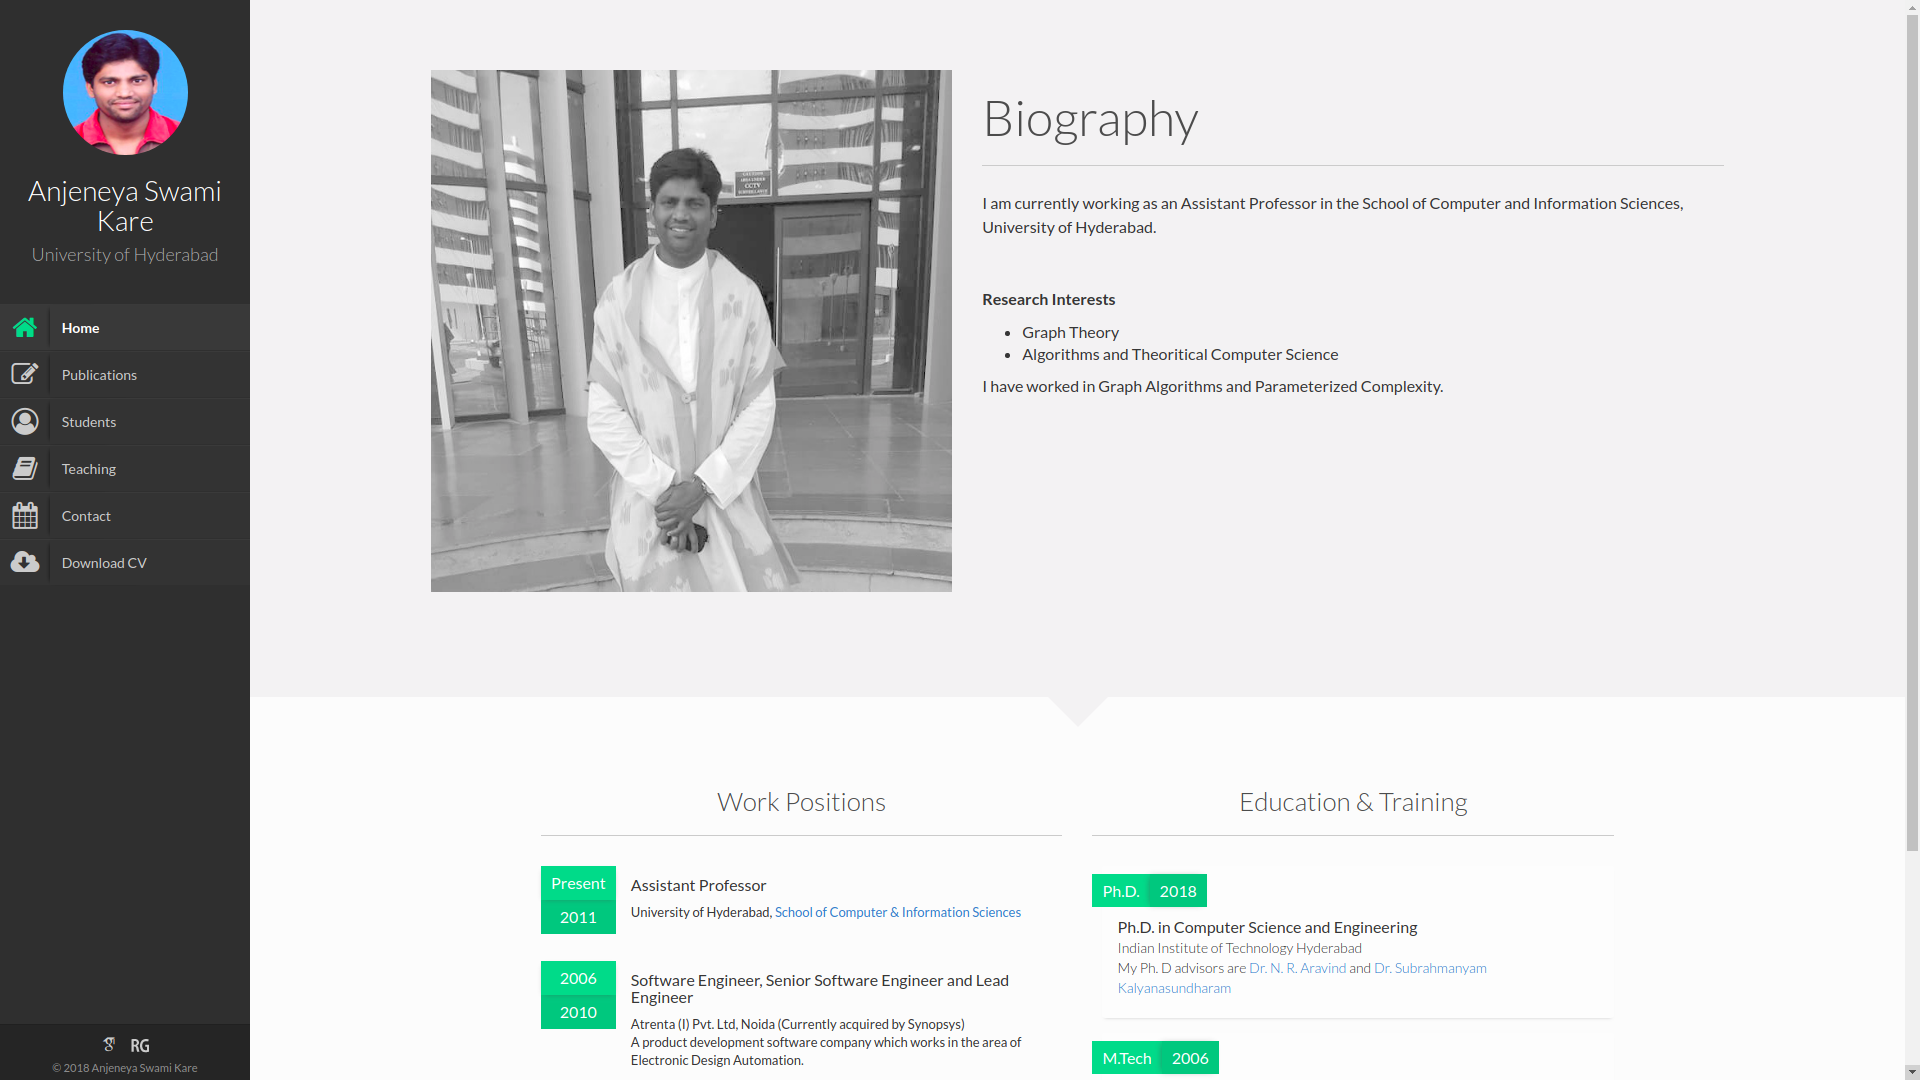 Anjeneya Swami
Kare
University of Hyderabad
Home
Publications
Students
Teaching
Contact
Download CV
RG
© 2018 Anjeneya Swami Kare
CCTV
Biography
I am currently working as an Assistant Professor in the School of Computer and Information Sciences,
University of Hyderabad.
Research Interests
Graph Theory
Algorithms and Theoritical Computer Science
I have worked in Graph Algorithms and Parameterized Complexity.
Work Positions
Present
2011
Assistant Professor
University of Hyderabad, School of Computer & Information Sciences
2006
2010
Software Engineer, Senior Software Engineer and Lead
Engineer
Atrenta (I) Pvt. Ltd, Noida (Currently acquired by Synopsys)
A product development software company which works in the area of
Electronic Design Automation.
Education & Training
Ph.D. 2018
Ph.D. in Computer Science and Engineering
Indian Institute of Technology Hyderabad
My Ph. D advisors are Dr. N. R. Aravind and Dr. Subrahmanyam
Kalyanasundharam
M.Tech 2006